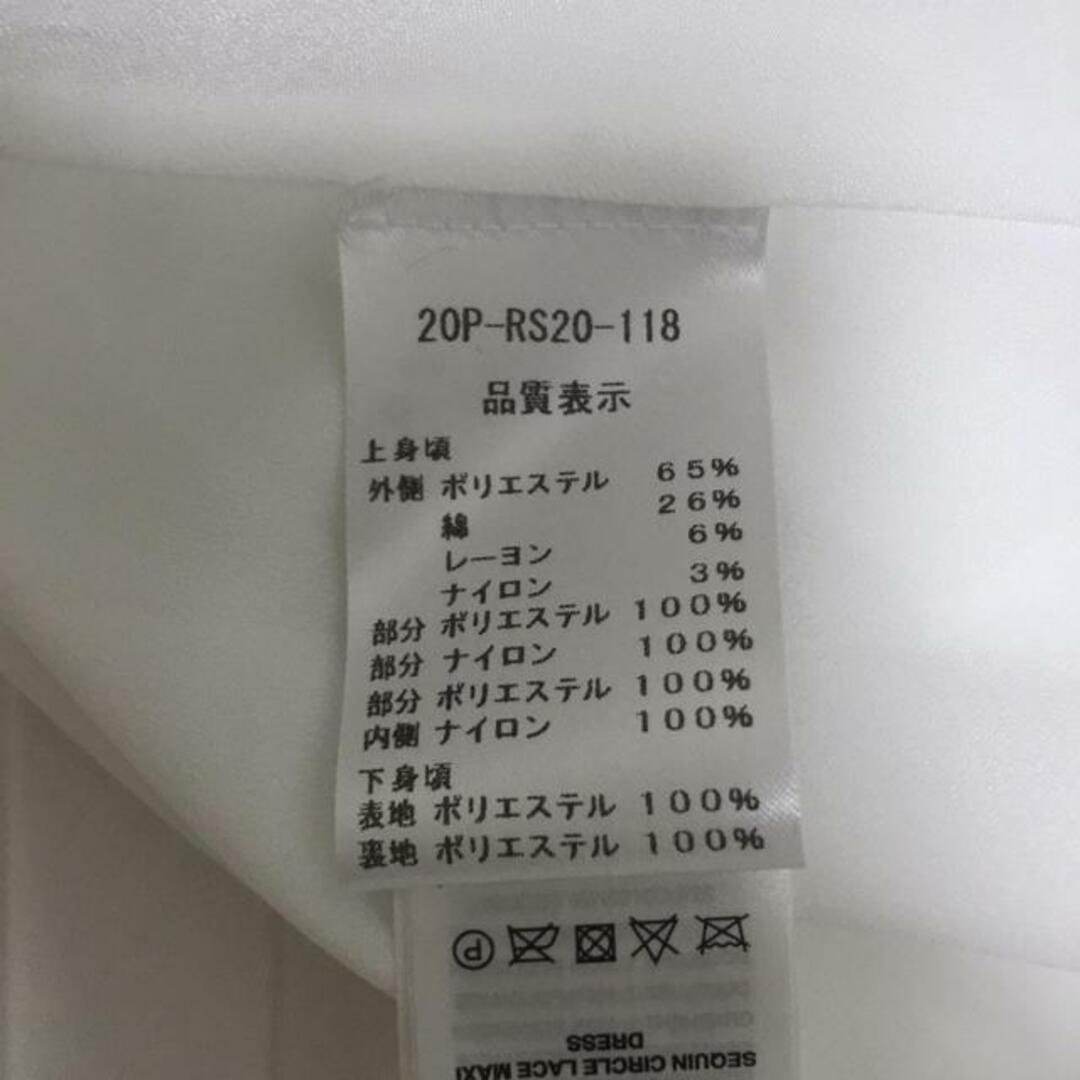 20P-RS20-118
品質表示
上身頃
外側 ポリエステル 65%
綿 26%
レーヨン 6%
ナイロン 3%
部分 ポリエステル 100%
部分 ナイロン 100%
部分 ポリエステル 100%
内側 ナイロン 100%
下身頃
表地 ポリエステル 100%
裏地 ポリエステル 100%
P
SEQUIN CIRCLE LACE MAXI
DRESS